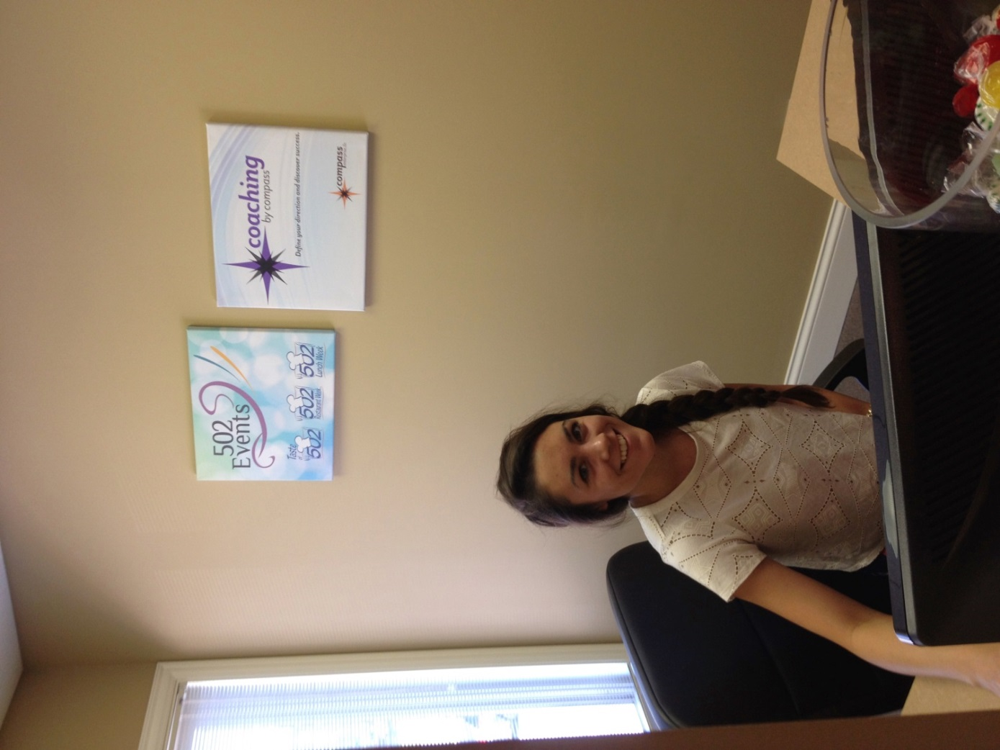 502
Events
Taste
502
502
Restaurant Week
502
Lunch Week
coaching
by compass
Define your direction and discover success.
compass